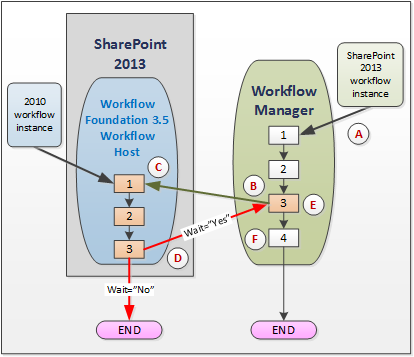 SharePoint
2013
SharePoint
2013
workflow
instance
Workflow
Manager
2010
workflow
instance
Workflow
Foundation 3.5
Workflow
Host
A
1
2
3
4
B
C
E
F
1
2
3
D
Wait="Yes"
Wait="No"
END
END